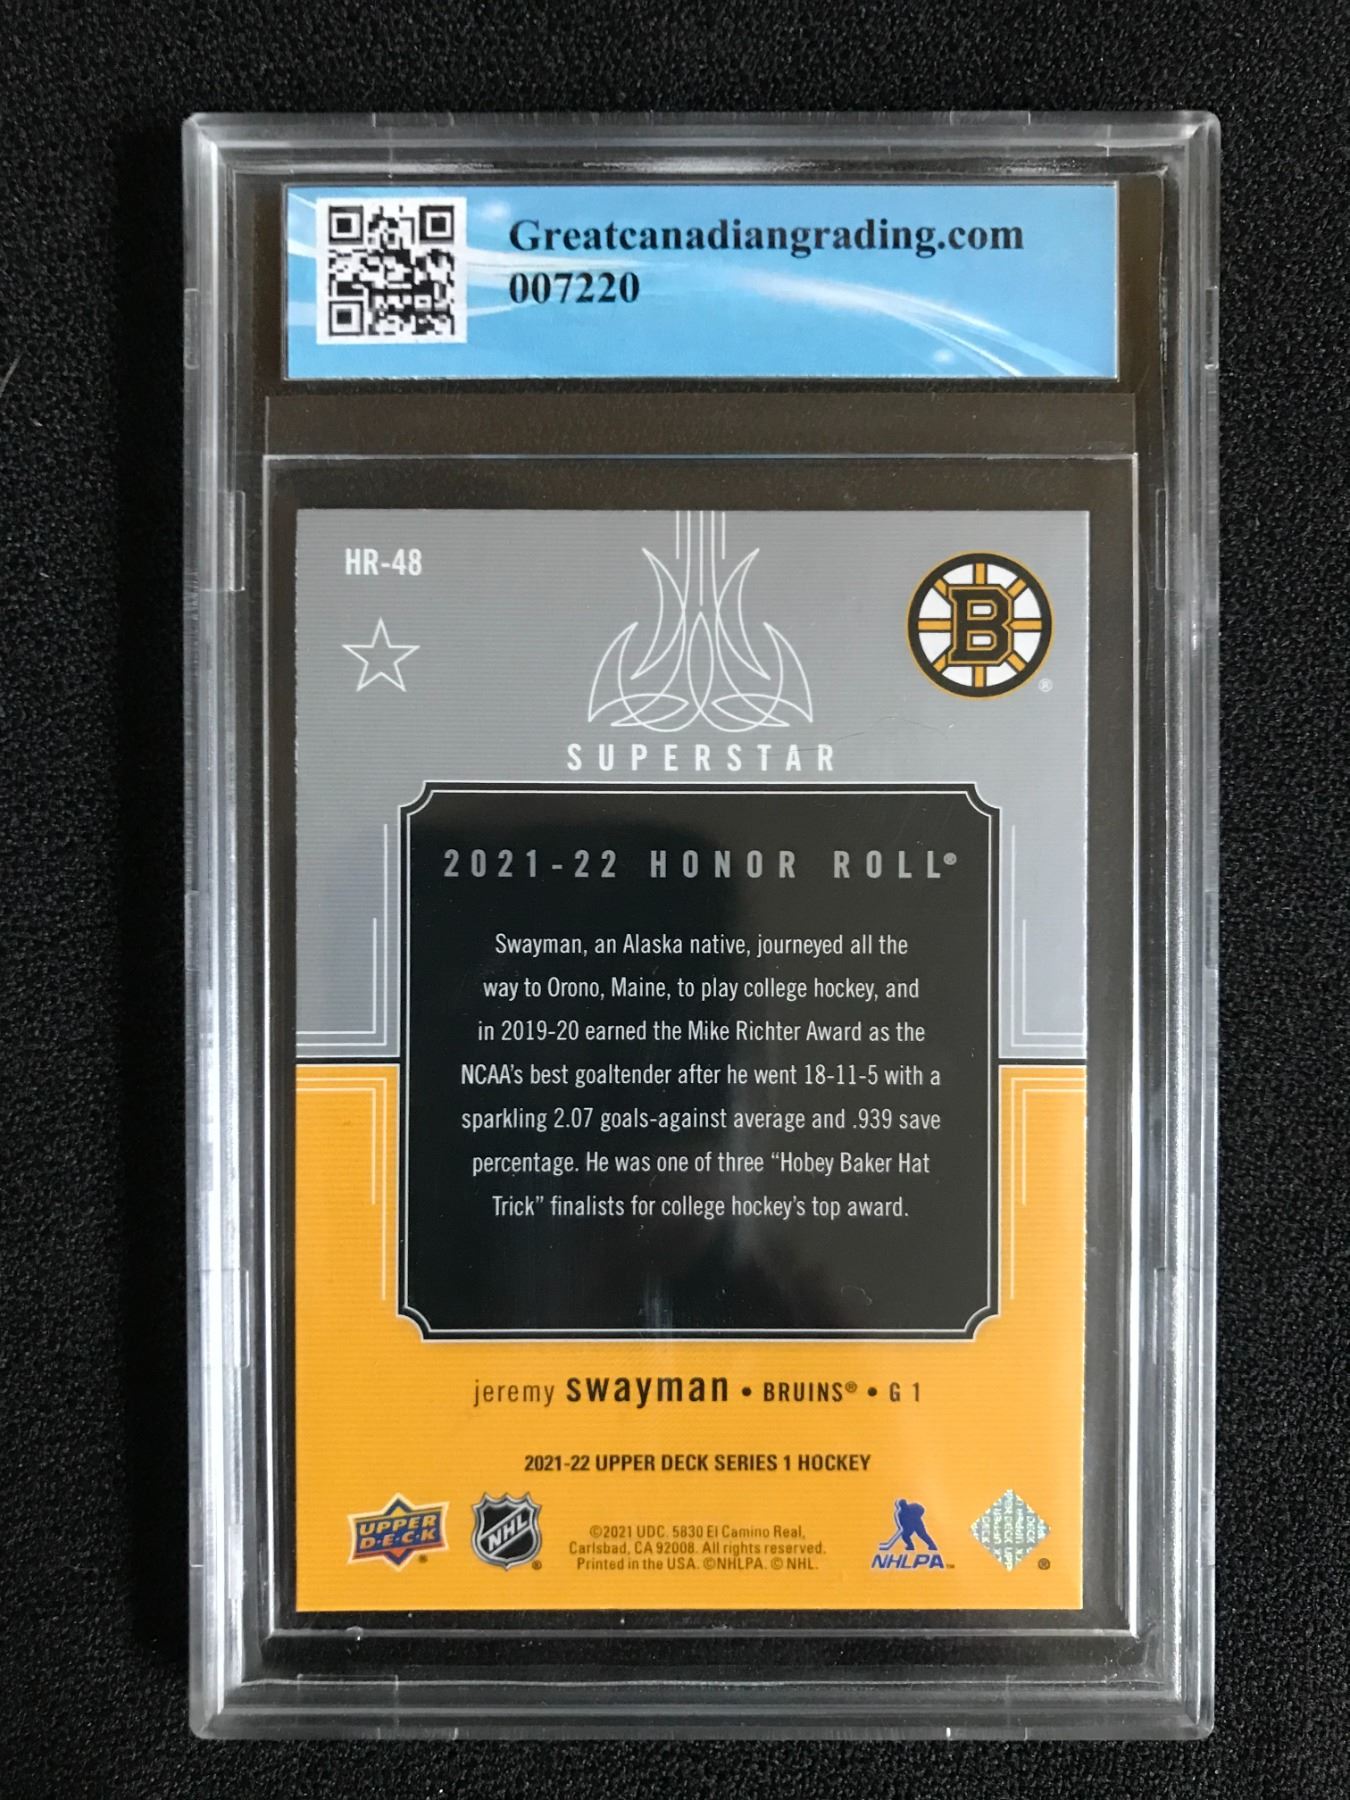 Greatcanadiangrading.com
007220
HR-48
B
®
SUPERSTAR
2021-22 HONOR ROLL®
Swayman, an Alaska native, journeyed all the
way to Orono, Maine, to play college hockey, and
in 2019-20 earned the Mike Richter Award as the
NCAA's best goaltender after he went 18-11-5 with a
sparkling 2.07 goals-against average and .939 save
percentage. He was one of three “Hobey Baker Hat
Trick” finalists for college hockey's top award.
jeremy swayman • BRUINS® • G 1
2021-22 UPPER DECK SERIES 1 HOCKEY
UPPER
D·E·C·K
®
NHL
®
©2021 UDC. 5830 El Camino Real,
Carlsbad, CA 92008. All rights reserved.
Printed in the USA. ©NHLPA. © NHL.
NHLPA™
®